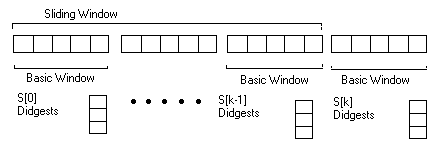 Sliding Window
Basic Window
Basic Window
Basic Window
S[0]
Didgests
S[k-1]
Didgests
S[k]
Didgests